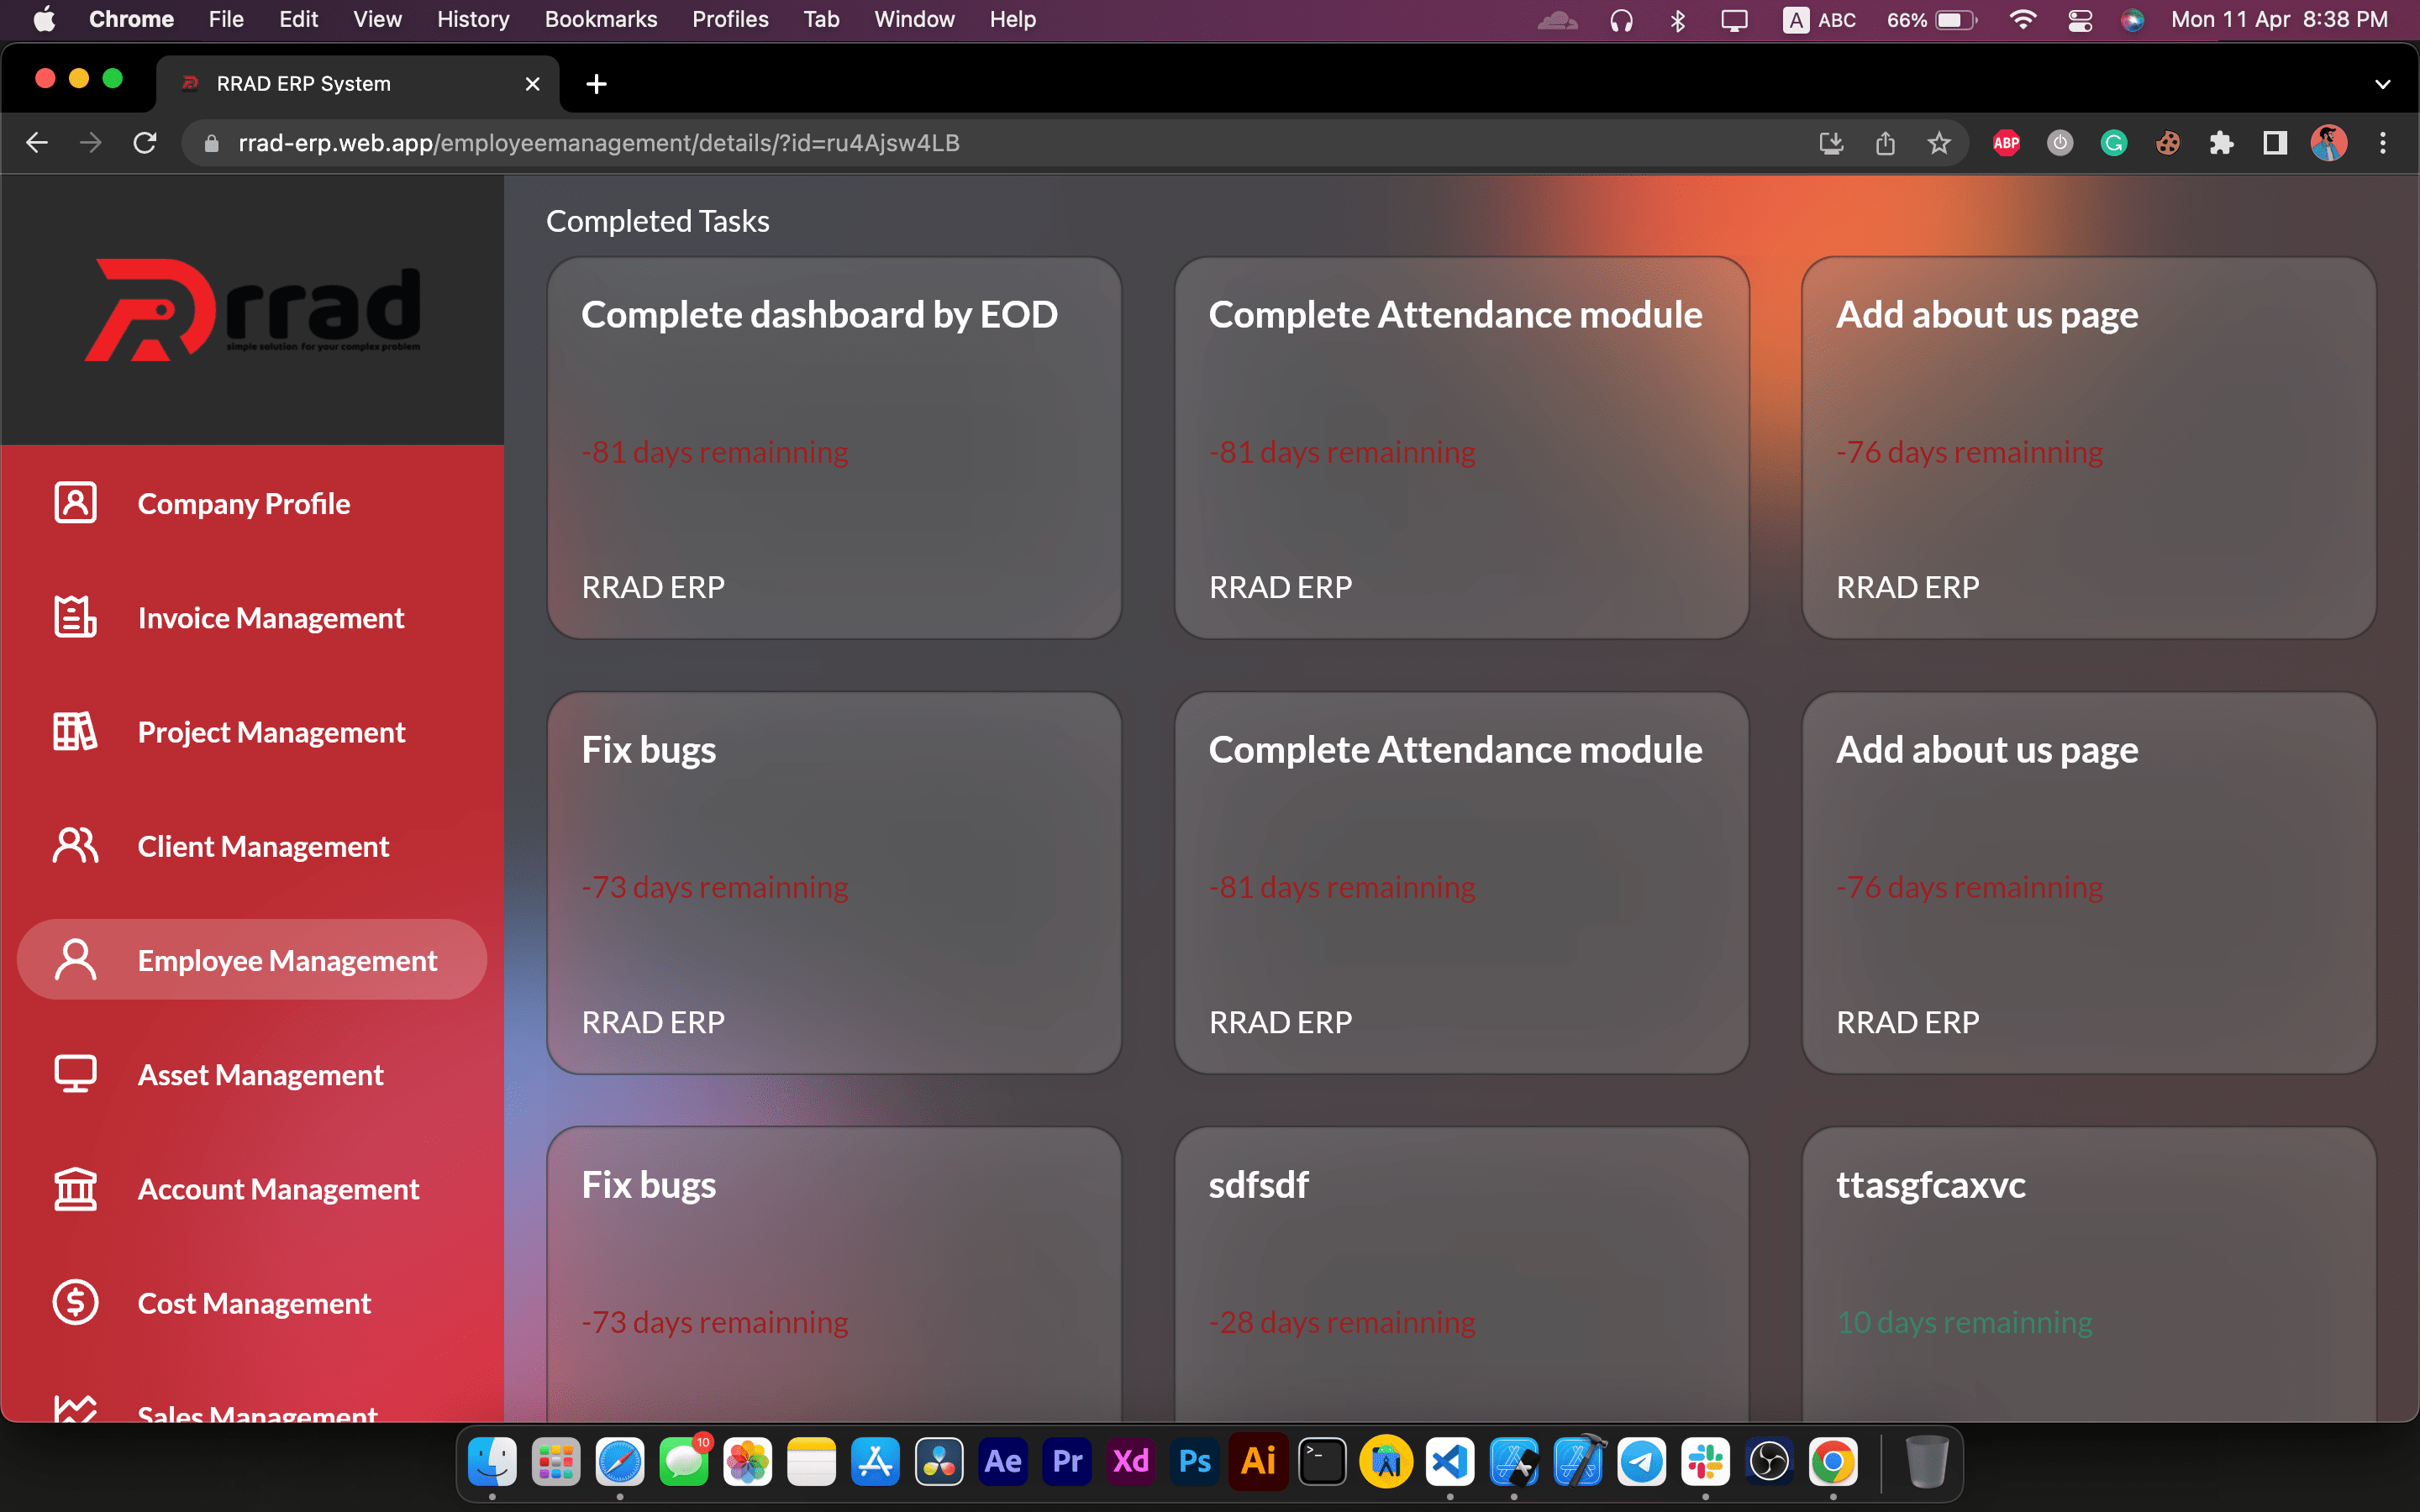 Chrome File Edit View History Bookmarks Profiles Tab Window Help A ABC 66% Mon 11 Apr 8:38 PM
RRAD ERP System
rrad-erp.web.app/employeemanagement/details/?id=ru4Ajsw4LB ABP G
rrad
simple solution for your complex problem
Company Profile
Invoice Management
Project Management
Client Management
Employee Management
Asset Management
Account Management
Cost Management
Sales Management
Completed Tasks
Complete dashboard by EOD
-81 days remainning
RRAD ERP
Complete Attendance module
-81 days remainning
RRAD ERP
Add about us page
-76 days remainning
RRAD ERP
Fix bugs
-73 days remainning
RRAD ERP
Complete Attendance module
-81 days remainning
RRAD ERP
Add about us page
-76 days remainning
RRAD ERP
Fix bugs
-73 days remainning
sdfsdf
-28 days remainning
ttasgfcaxvc
10 days remainning
10 Ae Pr Xd Ps Ai >_